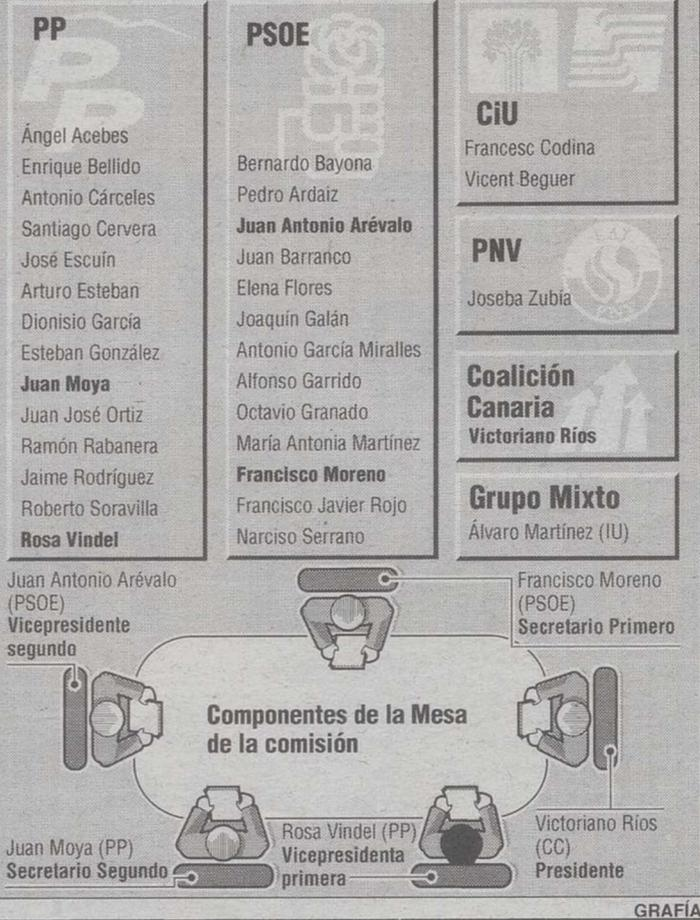 PP
Ángel Acebes
Enrique Bellido
Antonio Cárceles
Santiago Cervera
José Escuín
Arturo Esteban
Dionisio García
Esteban González
Juan Moya
Juan José Ortiz
Ramón Rabanera
Jaime Rodríguez
Roberto Soravilla
Rosa Vindel
PSOE
Bernardo Bayona
Pedro Ardaiz
Juan Antonio Arévalo
Juan Barranco
Elena Flores
Joaquín Galán
Antonio García Miralles
Alfonso Garrido
Octavio Granado
María Antonia Martínez
Francisco Moreno
Francisco Javier Rojo
Narciso Serrano
CiU
Francesc Codina
Vicent Beguer
PNV
Joseba Zubía
Coalición
Canaria
Victoriano Ríos
Grupo Mixto
Álvaro Martínez (IU)
Juan Antonio Arévalo
(PSOE)
Vicepresidente
segundo
Francisco Moreno
(PSOE)
Secretario Primero
Componentes de la Mesa
de la comisión
Juan Moya (PP)
Secretario Segundo
Rosa Vindel (PP)
Vicepresidenta
primera
Victoriano Ríos
(CC)
Presidente
GRAFÍA